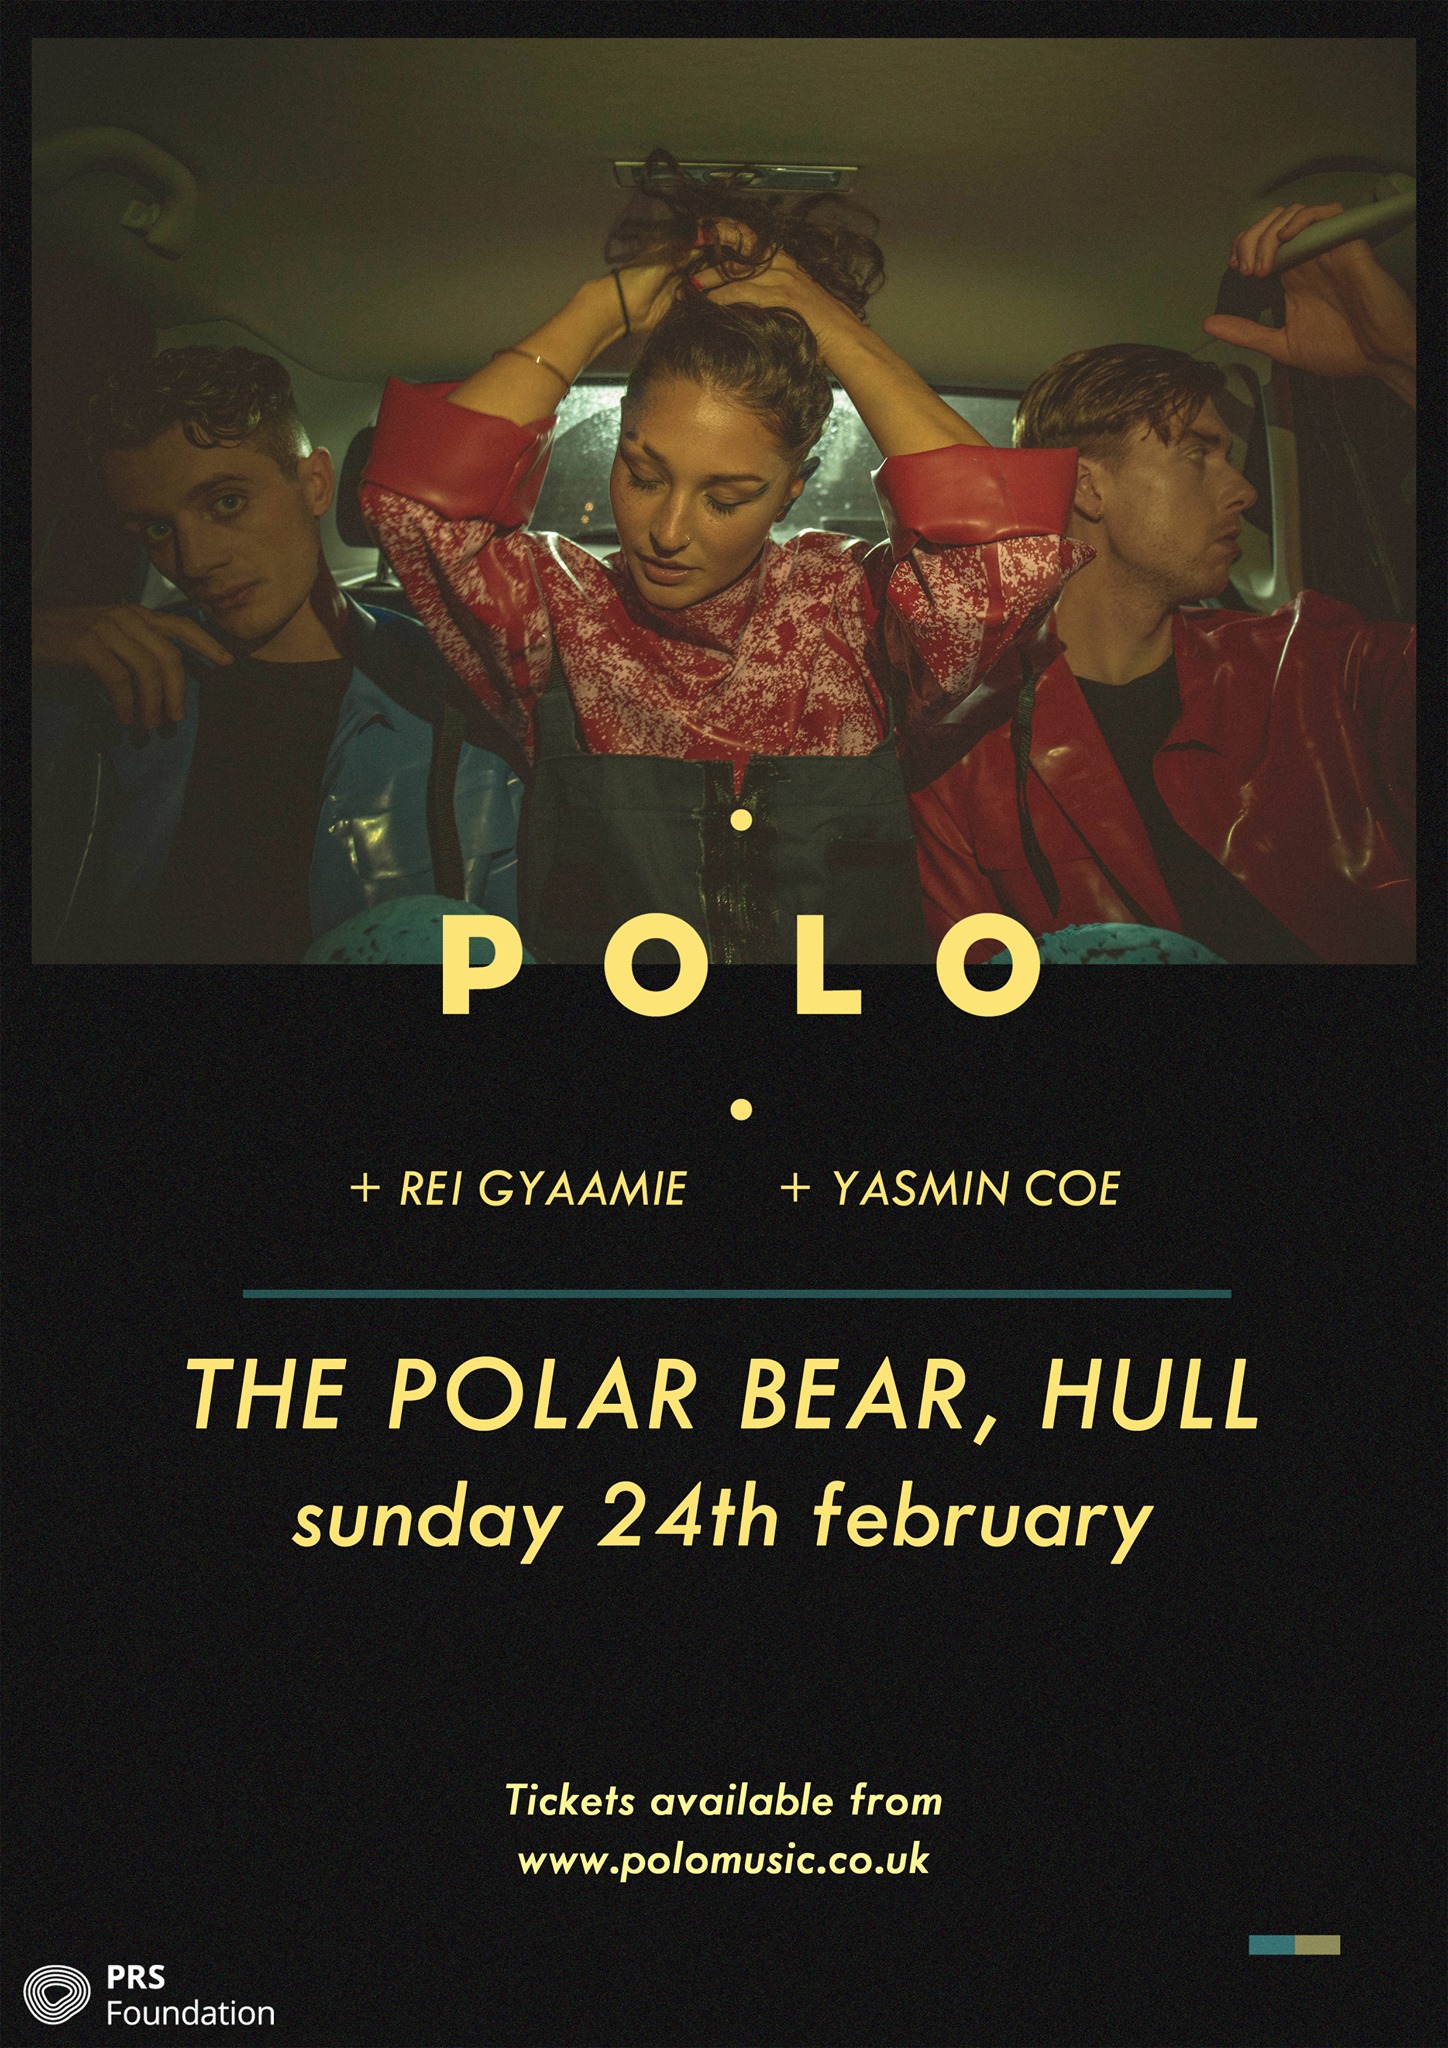 POLO
+ REI GYAAMIE + YASMIN COE
THE POLAR BEAR, HULL
sunday 24th february
Tickets available from
www.polomusic.co.uk
PRS
Foundation